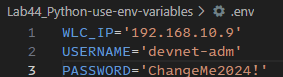 Lab44_Python-use-env-variables > .env
1 WLC_IP='192.168.10.9'
2 USERNAME='devnet-adm'
3 PASSWORD='ChangeMe2024!'